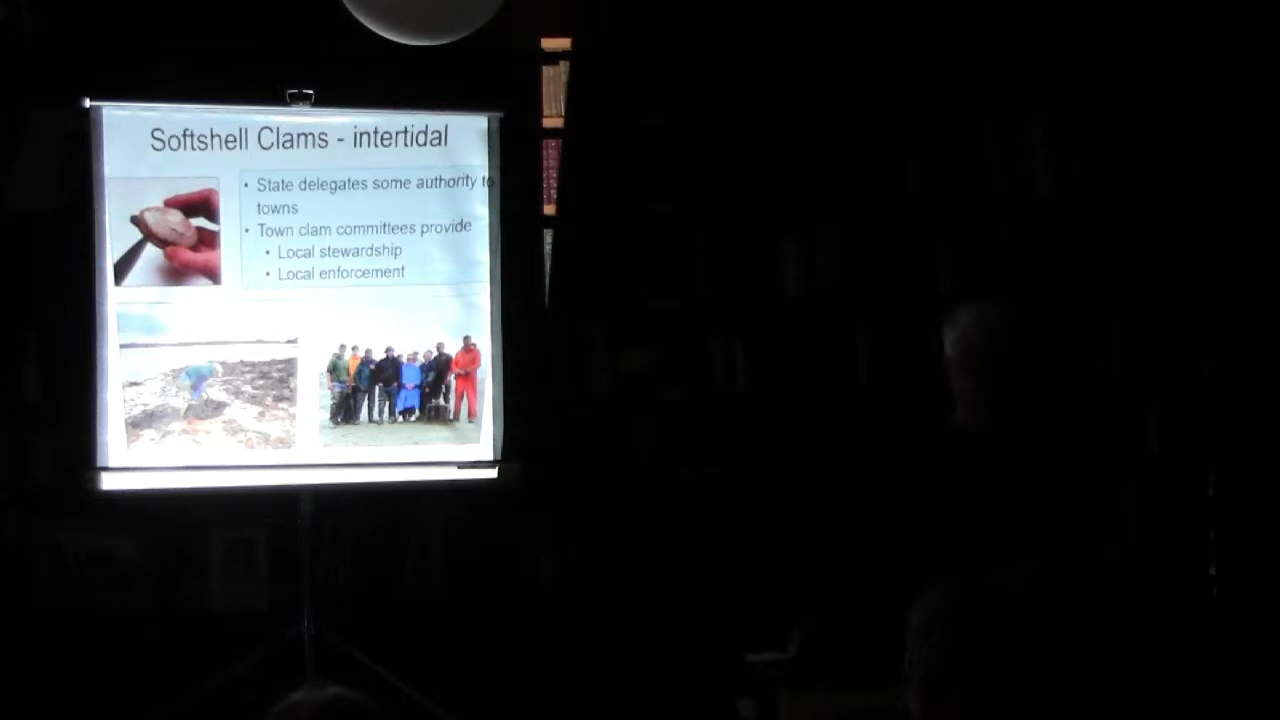 Softshell Clams - intertidal
• State delegates some authority to
towns
• Town clam committees provide
• Local stewardship
• Local enforcement